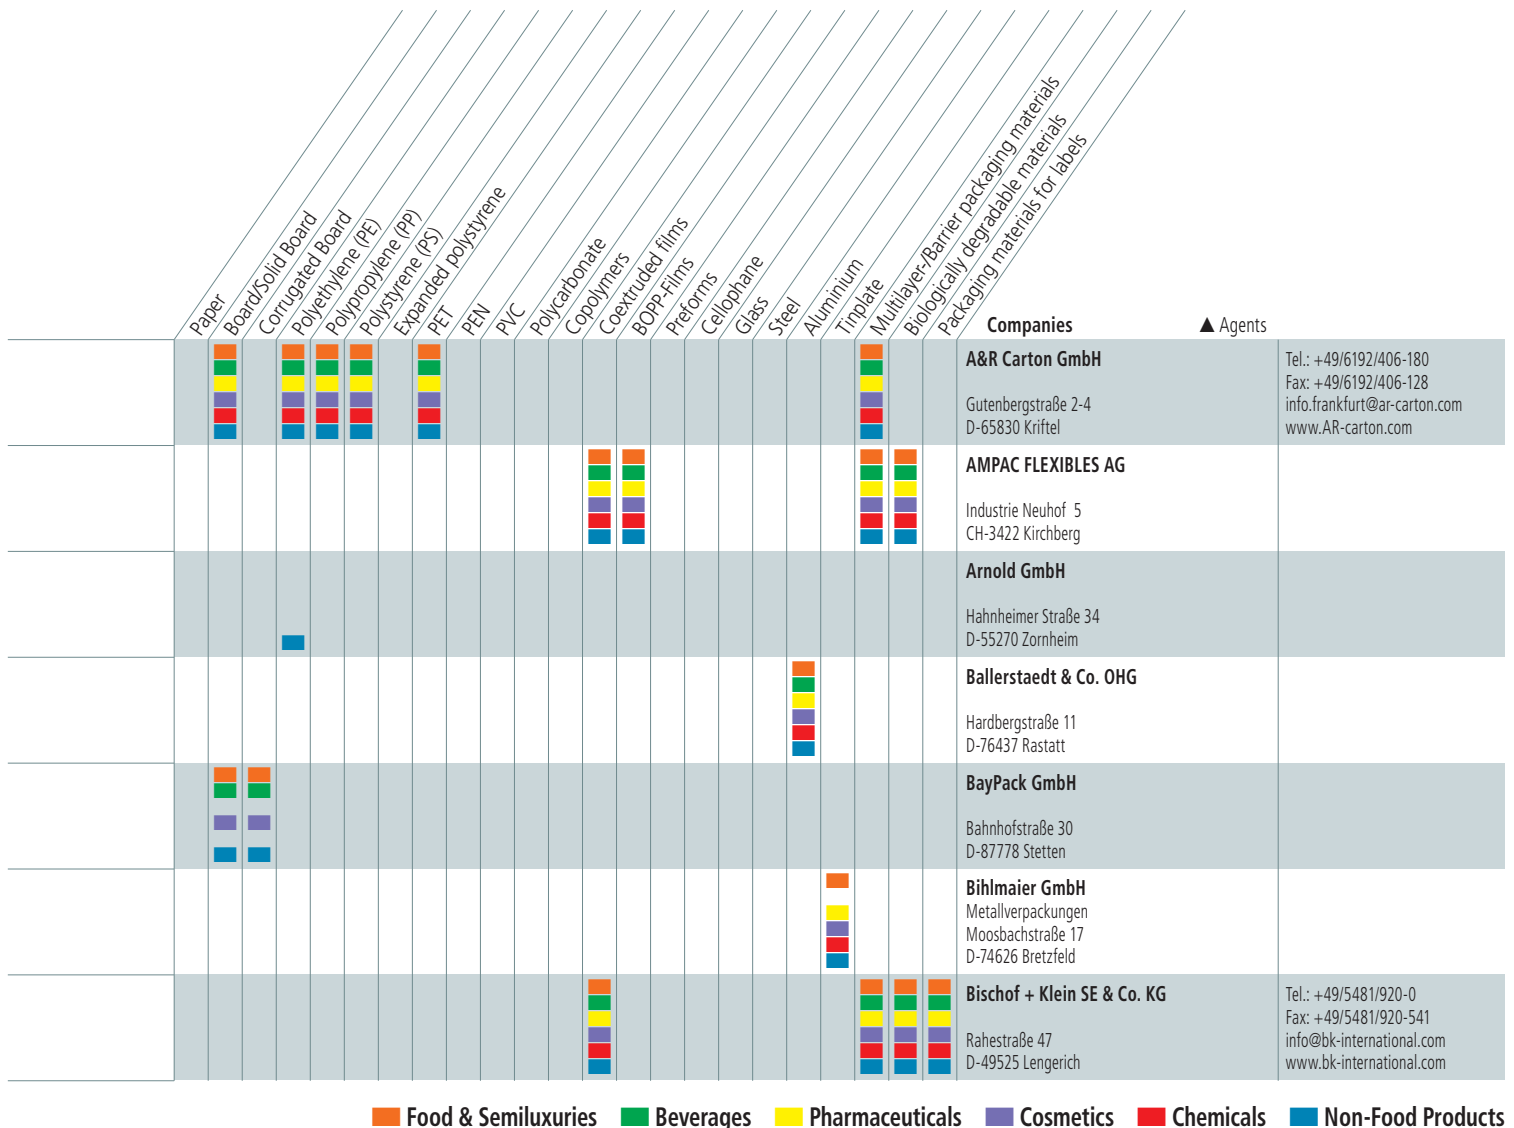 Paper
Board/Solid Board
Corrugated Board
Polyethylene (PE)
Polypropylene (PP)
Polystyrene (PS)
Expanded polystyrene
PET
PEN
PVC
Polycarbonate
Copolymers
Coextruded films
BOPP-Films
Preforms
Cellophane
Glass
Steel
Aluminium
Tinplate
Multilayer-/Barrier packaging materials
Biologically degradable materials
Packaging materials for labels
Companies ▲ Agents
A&R Carton GmbH
Gutenbergstraße 2-4
D-65830 Kriftel
Tel.: +49/6192/406-180
Fax: +49/6192/406-128
info.frankfurt@ar-carton.com
www.AR-carton.com
AMPAC FLEXIBLES AG
Industrie Neuhof 5
CH-3422 Kirchberg
Arnold GmbH
Hahnheimer Straße 34
D-55270 Zornheim
Ballerstaedt & Co. OHG
Hardbergstraße 11
D-76437 Rastatt
BayPack GmbH
Bahnhofstraße 30
D-87778 Stetten
Bihlmaier GmbH
Metallverpackungen
Moosbachstraße 17
D-74626 Bretzfeld
Bischof + Klein SE & Co. KG
Rahestraße 47
D-49525 Lengerich
Tel.: +49/5481/920-0
Fax: +49/5481/920-541
info@bk-international.com
www.bk-international.com
Food & Semiluxuries Beverages Pharmaceuticals Cosmetics Chemicals Non-Food Products